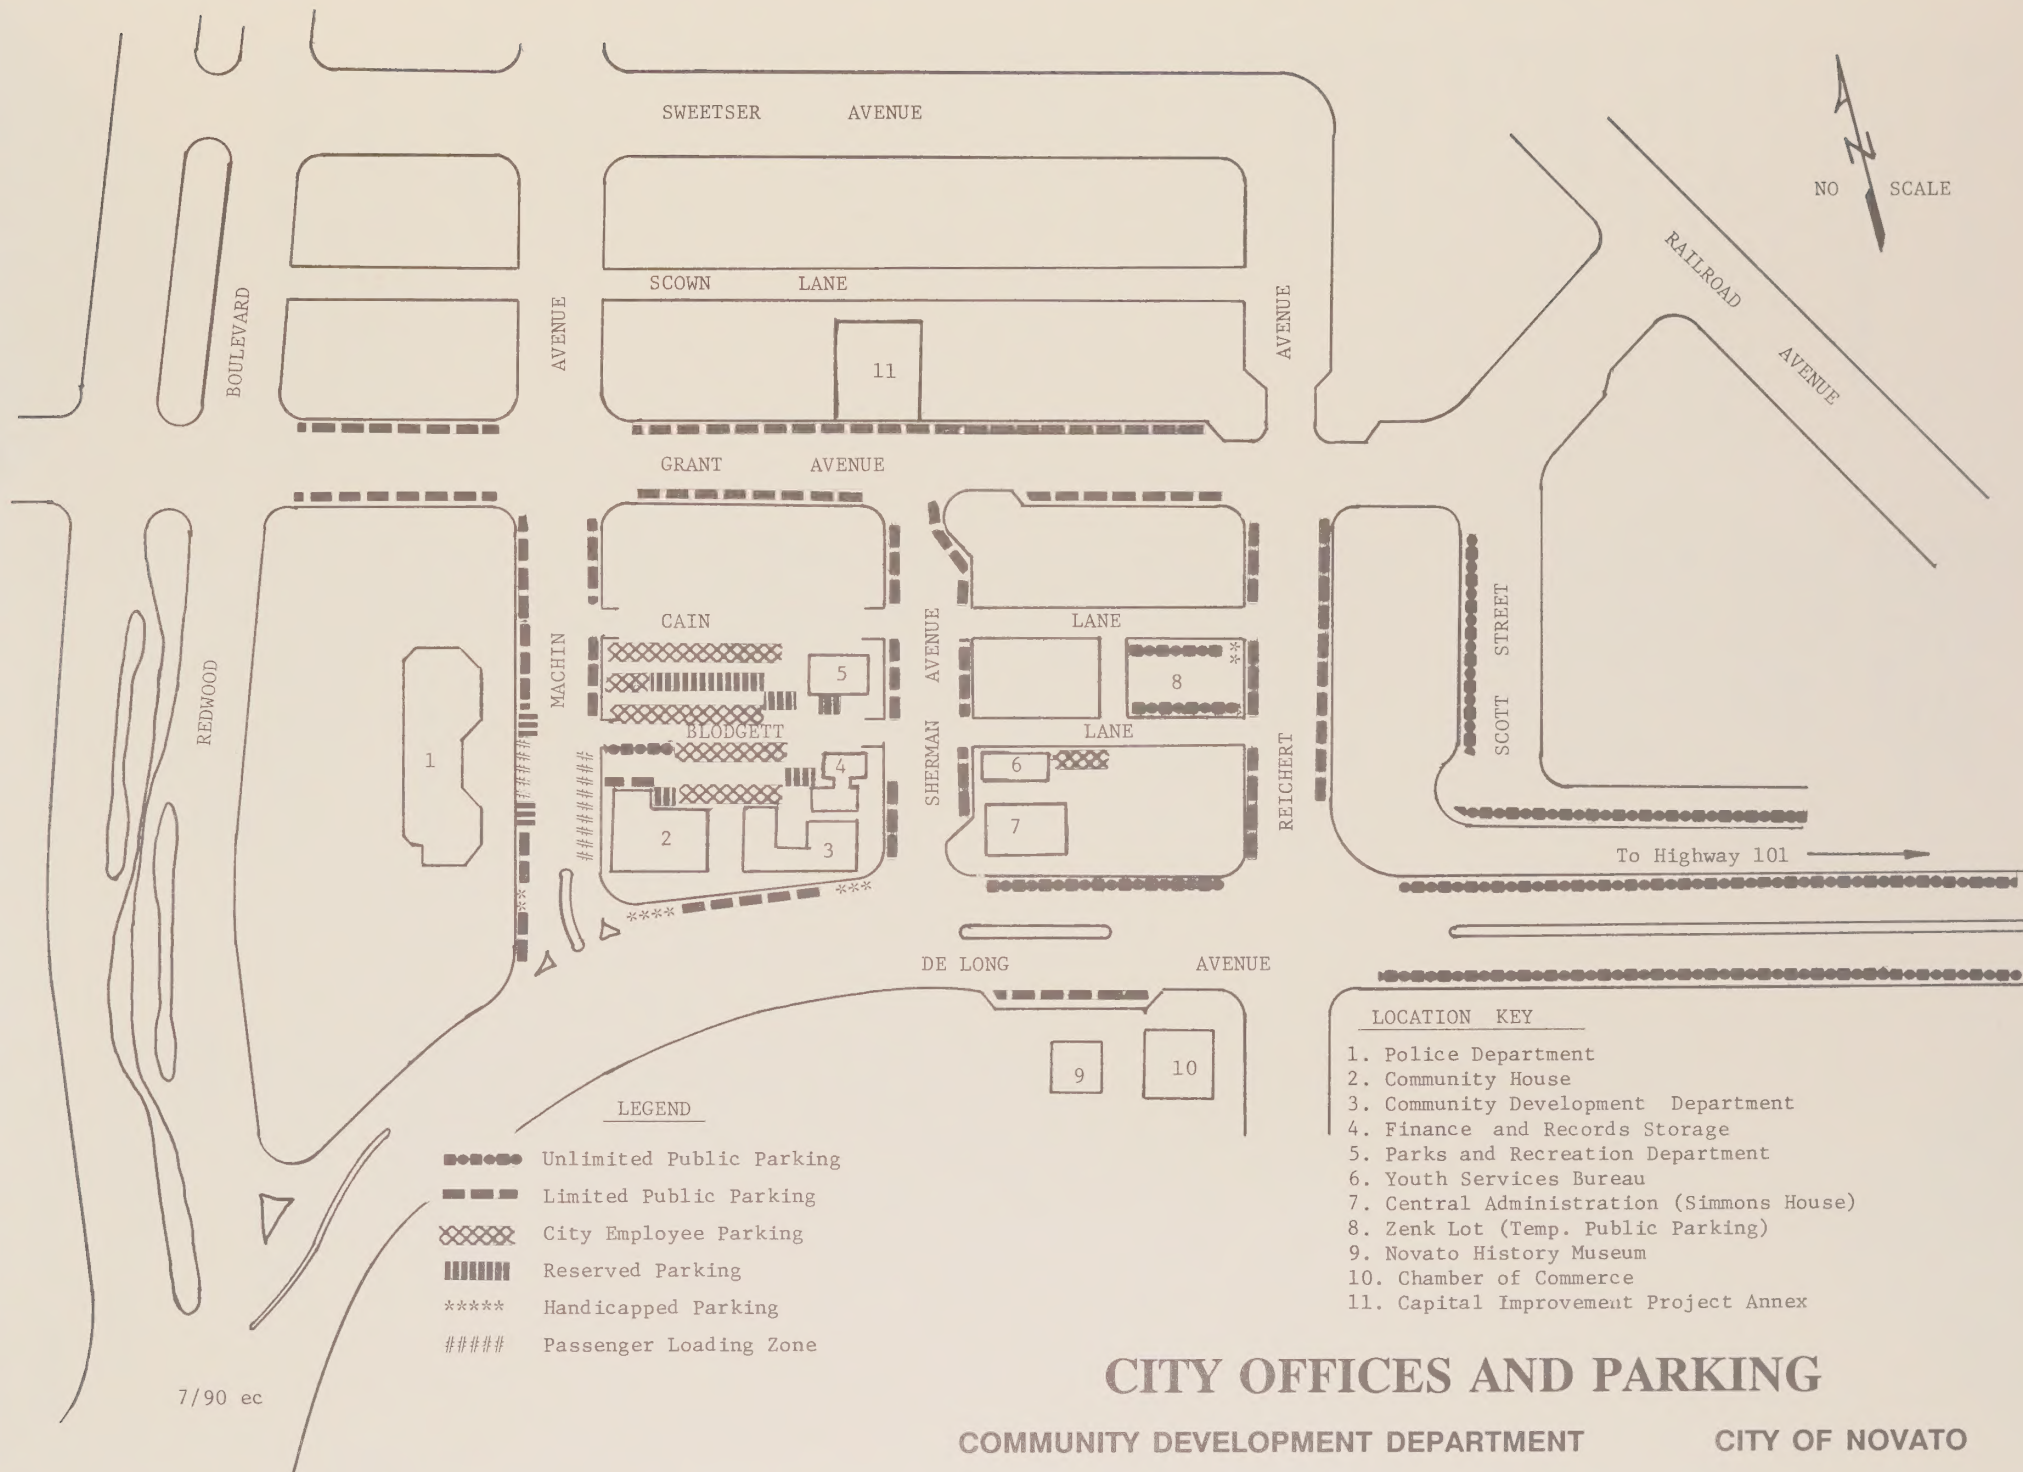 SWEETSER AVENUE
NO SCALE
RAILROAD AVENUE
SCOWN LANE
BOULEVARD
AVENUE
AVENUE
11
GRANT AVENUE
CAIN LANE
MACHIN
AVENUE
STREET
5
8
REDWOOD
BLODGETT LANE
SCOTT
1
4
6
SHERMAN
REICHERT
2
3
7
To Highway 101
DE LONG AVENUE
9
10
LOCATION KEY
1. Police Department
2. Community House
3. Community Development Department
4. Finance and Records Storage
5. Parks and Recreation Department
6. Youth Services Bureau
7. Central Administration (Simmons House)
8. Zenk Lot (Temp. Public Parking)
9. Novato History Museum
10. Chamber of Commerce
11. Capital Improvement Project Annex
LEGEND
Unlimited Public Parking
Limited Public Parking
City Employee Parking
Reserved Parking
***** Handicapped Parking
##### Passenger Loading Zone
7/90 ec
CITY OFFICES AND PARKING
COMMUNITY DEVELOPMENT DEPARTMENT CITY OF NOVATO